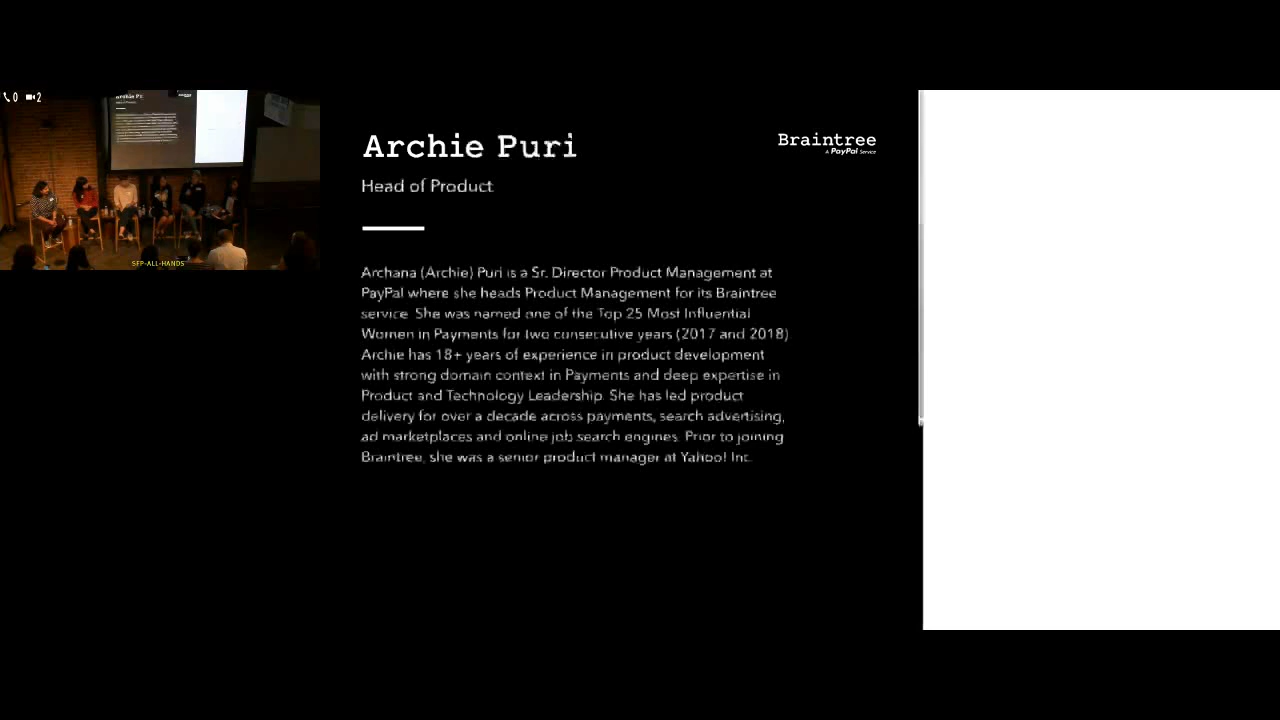 0 2
Archie Pu
SFP-ALL-HANDS
Archie Puri
Braintree
A PayPal Service
Head of Product
Archana (Archie) Puri is a Sr. Director Product Management at
PayPal where she heads Product Management for its Braintree
service. She was named one of the Top 25 Most Influential
Women in Payments for two consecutive years (2017 and 2018)
Archie has 18+ years of experience in product development
with strong domain context in Payments and deep expertise in
Product and Technology Leadership. She has led product
delivery for over a decade across payments, search advertising,
ad marketplaces and online job search engines. Prior to joining
Braintree, she was a senior product manager at Yahoo! Inc.